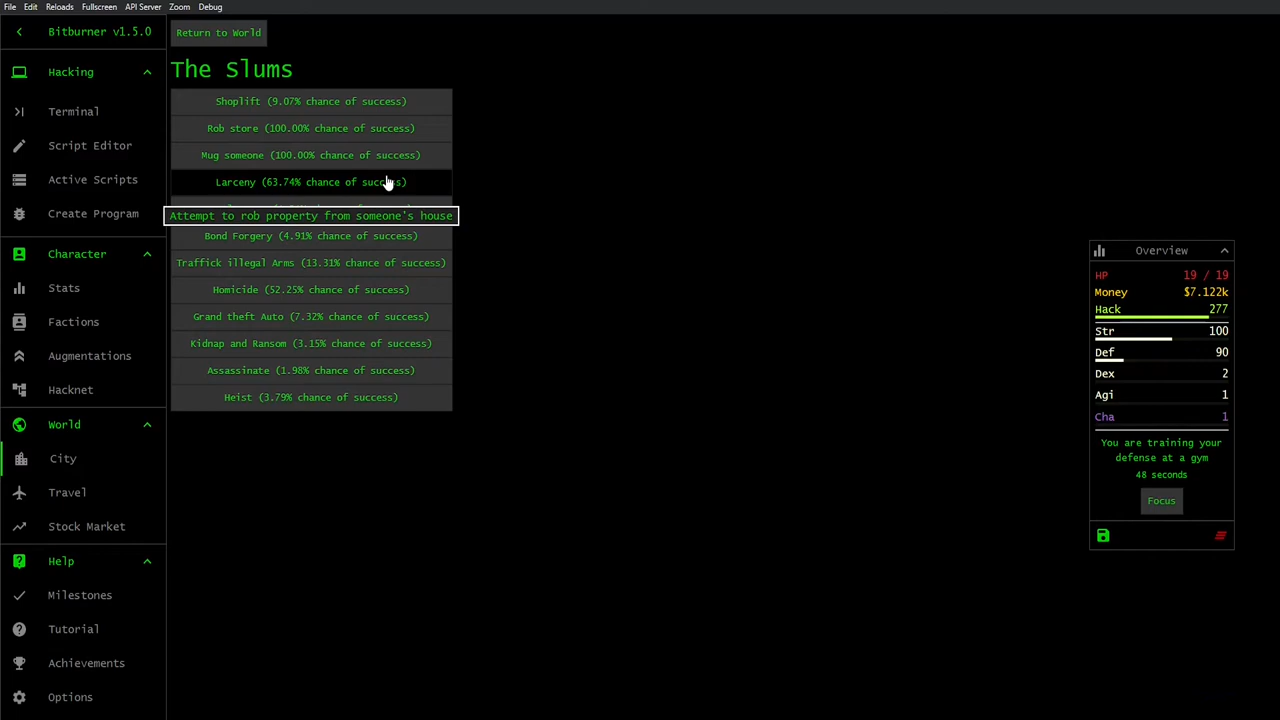 File Edit Reloads Fullscreen API Server Zoom Debug
Bitburner v1.5.0
Hacking
Terminal
Script Editor
Active Scripts
Create Program
Character
Stats
Factions
Augmentations
Hacknet
World
City
Travel
Stock Market
Help
Milestones
Tutorial
Achievements
Options
Return to World
The Slums
Shoplift (9.07% chance of success)
Rob store (100.00% chance of success)
Mug someone (100.00% chance of success)
Larceny (63.74% chance of success)
Attempt to rob property from someone's house
Bond Forgery (4.91% chance of success)
Traffick illegal Arms (13.31% chance of success)
Homicide (52.25% chance of success)
Grand theft Auto (7.32% chance of success)
Kidnap and Ransom (3.15% chance of success)
Assassinate (1.98% chance of success)
Heist (3.79% chance of success)
Overview
HP 19 / 19
Money $7.122k
Hack 277
Str 100
Def 90
Dex 2
Agi 1
Cha 1
You are training your
defense at a gym
48 seconds
Focus